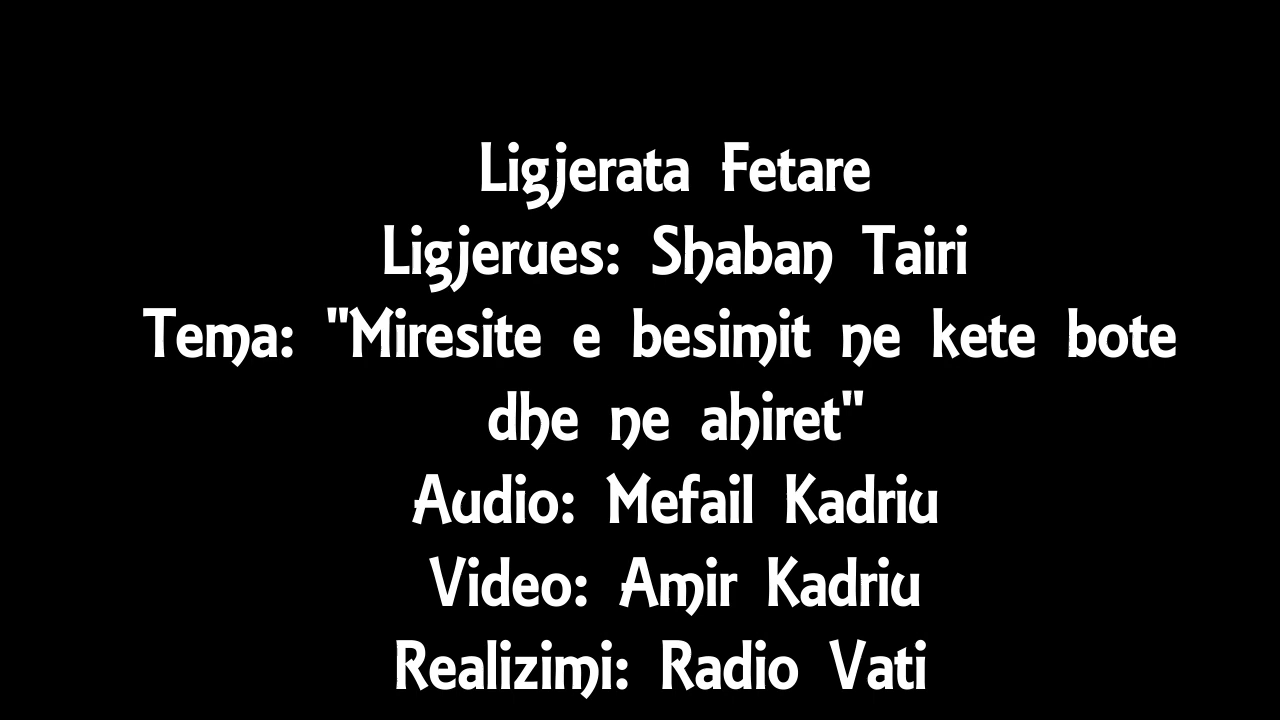 Ligjerata Fetare
Ligjerues: Shaban Tairi
Tema: "Miresite e besimit ne kete bote
dhe ne ahiret"
Audio: Mefail Kadriu
Video: Amir Kadriu
Realizimi: Radio Vati